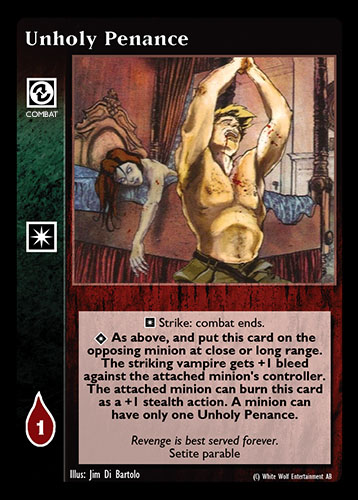 Unholy Penance
COMBAT
Strike: combat ends.
As above, and put this card on the
opposing minion at close or long range.
The striking vampire gets +1 bleed
against the attached minion's controller.
The attached minion can burn this card
as a +1 stealth action. A minion can
have only one Unholy Penance.
Revenge is best served forever.
Setite parable
1
Illus: Jim Di Bartolo
(C) White Wolf Entertainment AB